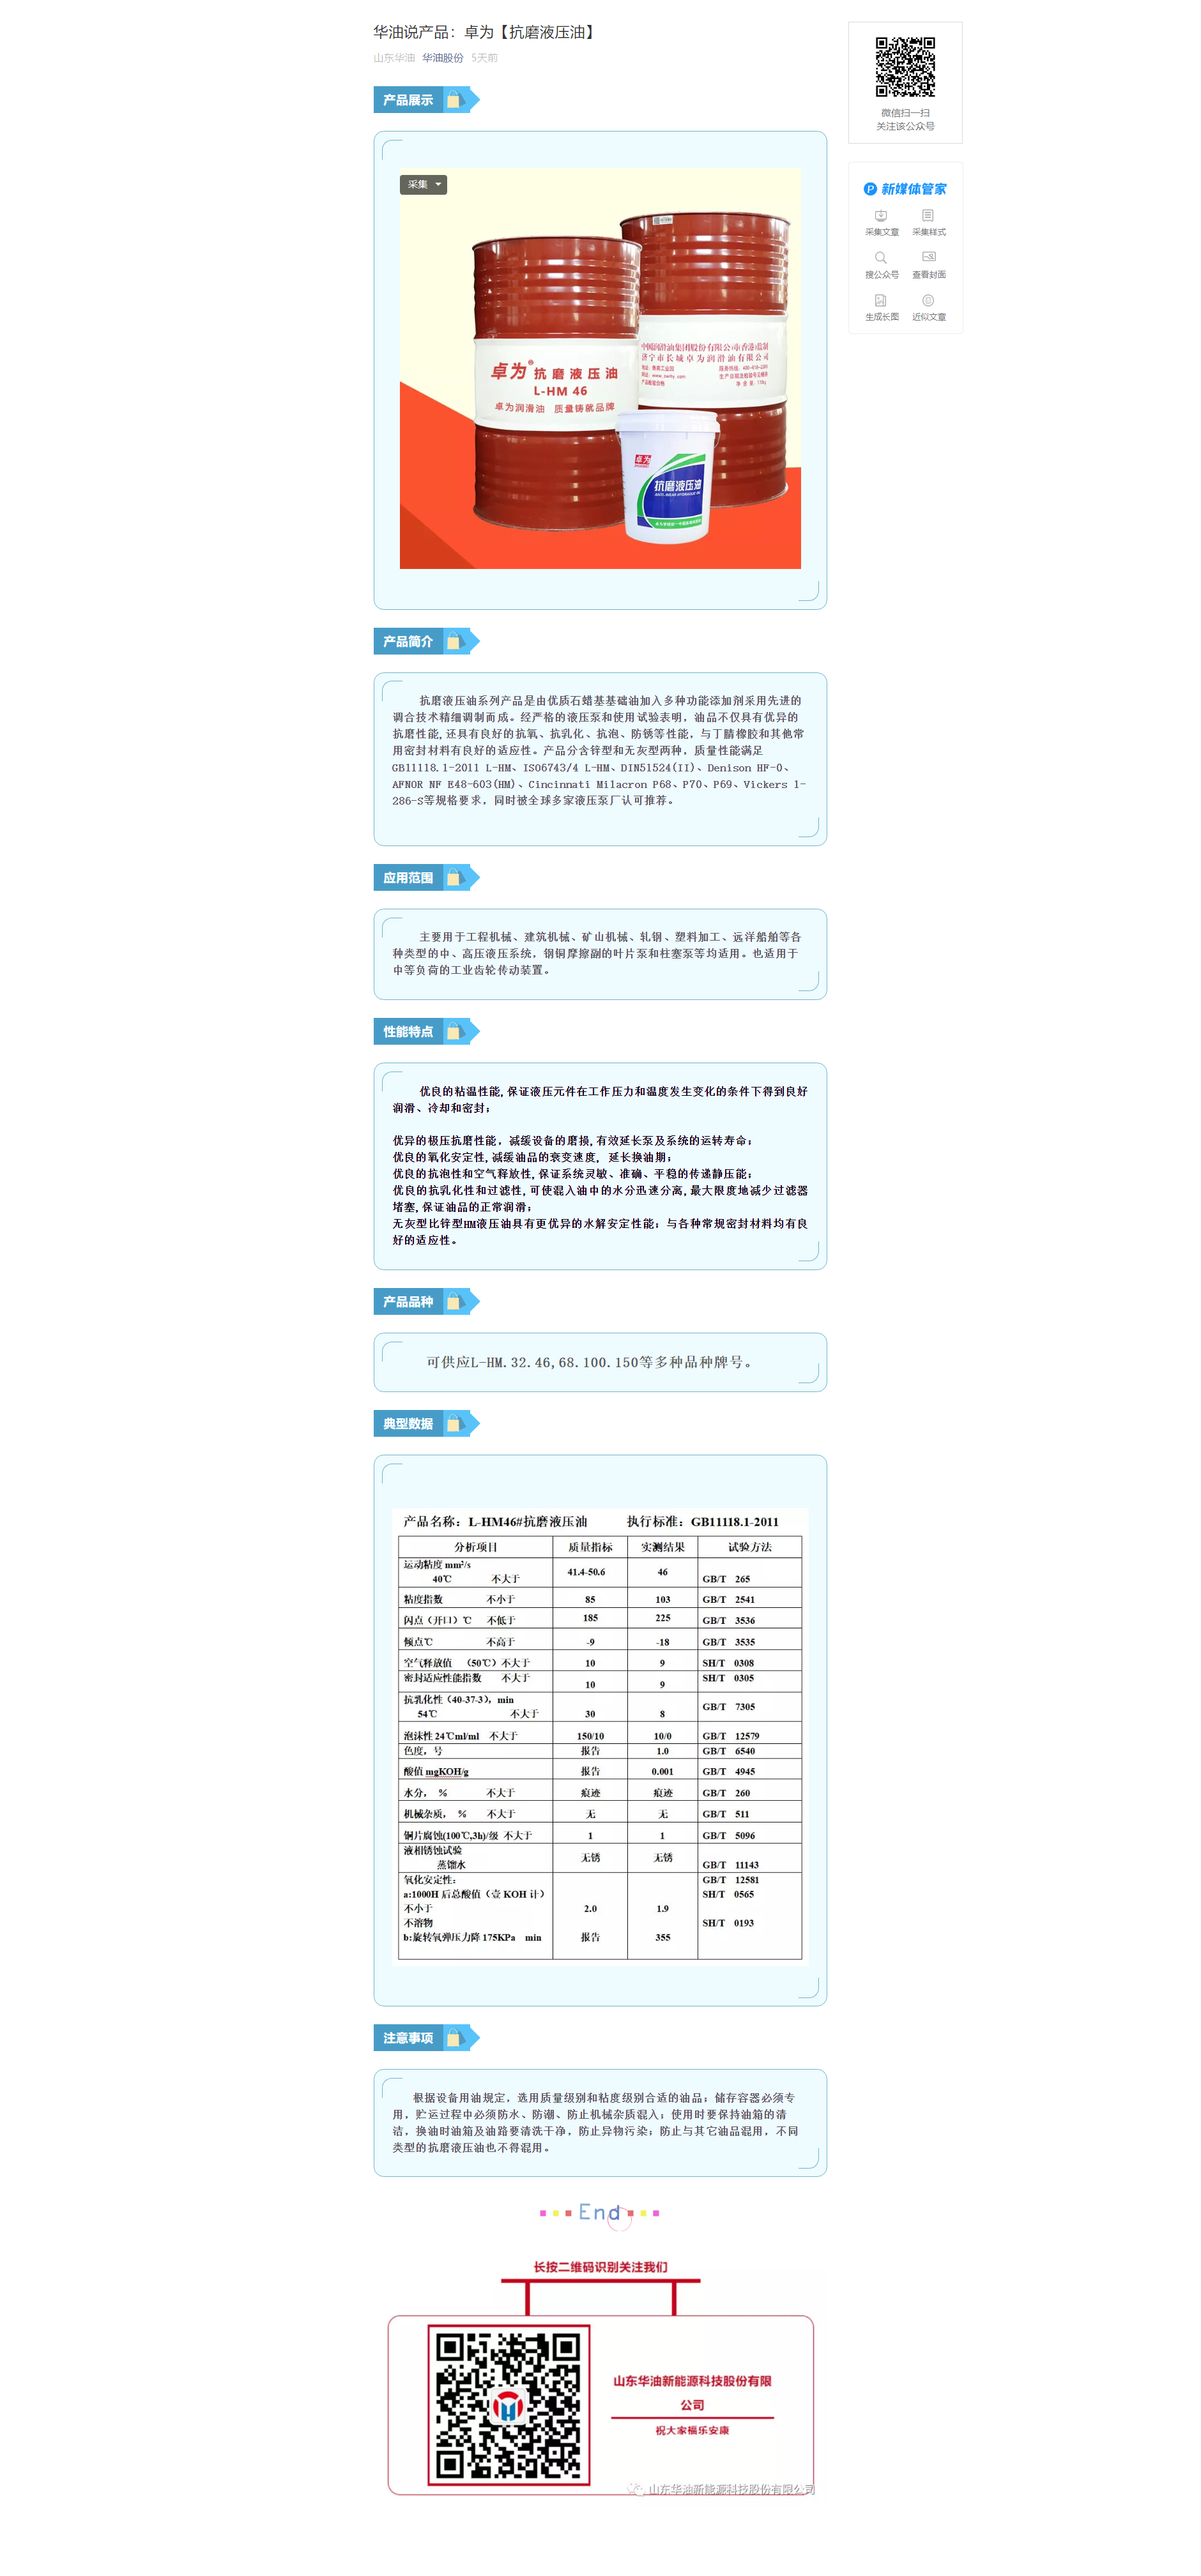 华油说产品：卓为【抗磨液压油】
山东华油 华油股份 5天前
微信扫一扫
关注该公众号
新媒体管家
采集文章 采集样式
搜公众号 查看封面
生成长图 近似文章
产品展示
采集
卓为® 抗磨液压油
L-HM 46
卓为润滑油 质量铸就品牌
中国润滑油集团股份有限公司(香港)监制
济宁市长城卓为润滑油有限公司
卓为
抗磨液压油
产品简介
抗磨液压油系列产品是由优质石蜡基基础油加入多种功能添加剂采用先进的
调合技术精细调制而成。经严格的液压泵和使用试验表明，油品不仅具有优异的
抗磨性能,还具有良好的抗氧、抗乳化、抗泡、防锈等性能，与丁腈橡胶和其他常
用密封材料有良好的适应性。产品分含锌型和无灰型两种，质量性能满足
GB11118.1-2011 L-HM、ISO6743/4 L-HM、DIN51524(II)、Denison HF-0、
AFNOR NF E48-603(HM)、Cincinnati Milacron P68、P70、P69、Vickers 1-
286-S等规格要求，同时被全球多家液压泵厂认可推荐。
应用范围
主要用于工程机械、建筑机械、矿山机械、轧钢、塑料加工、远洋船舶等各
种类型的中、高压液压系统，钢铜摩擦副的叶片泵和柱塞泵等均适用。也适用于
中等负荷的工业齿轮传动装置。
性能特点
优良的粘温性能,保证液压元件在工作压力和温度发生变化的条件下得到良好
润滑、冷却和密封；
优异的极压抗磨性能，减缓设备的磨损,有效延长泵及系统的运转寿命；
优良的氧化安定性,减缓油品的衰变速度, 延长换油期；
优良的抗泡性和空气释放性,保证系统灵敏、准确、平稳的传递静压能；
优良的抗乳化性和过滤性,可使混入油中的水分迅速分离,最大限度地减少过滤器
堵塞,保证油品的正常润滑；
无灰型比锌型HM液压油具有更优异的水解安定性能；与各种常规密封材料均有良
好的适应性。
产品品种
可供应L-HM.32.46,68.100.150等多种品种牌号。
典型数据
产品名称：L-HM46#抗磨液压油 执行标准：GB11118.1-2011
分析项目 质量指标 实测结果 试验方法
运动粘度 mm²/s
40℃ 不大于 41.4-50.6 46 GB/T 265
粘度指数 不小于 85 103 GB/T 2541
闪点（开口）℃ 不低于 185 225 GB/T 3536
倾点℃ 不高于 -9 -18 GB/T 3535
空气释放值 （50℃）不大于 10 9 SH/T 0308
密封适应性能指数 不大于 10 9 SH/T 0305
抗乳化性（40-37-3），min
54℃ 不大于 30 8 GB/T 7305
泡沫性 24℃ml/ml 不大于 150/10 10/0 GB/T 12579
色度，号 报告 1.0 GB/T 6540
酸值 mgKOH/g 报告 0.001 GB/T 4945
水分， % 不大于 痕迹 痕迹 GB/T 260
机械杂质， % 不大于 无 无 GB/T 511
铜片腐蚀(100℃,3h)/级 不大于 1 1 GB/T 5096
液相锈蚀试验
蒸馏水 无锈 无锈 GB/T 11143
氧化安定性： GB/T 12581
a:1000H 后总酸值（壹 KOH 计） SH/T 0565
不小于 2.0 1.9
不溶物 SH/T 0193
b:旋转氧弹压力降 175KPa min 报告 355
注意事项
根据设备用油规定，选用质量级别和粘度级别合适的油品；储存容器必须专
用，贮运过程中必须防水、防潮、防止机械杂质混入；使用时要保持油箱的清
洁，换油时油箱及油路要清洗干净，防止异物污染；防止与其它油品混用，不同
类型的抗磨液压油也不得混用。
End
长按二维码识别关注我们
山东华油新能源科技股份有限
公司
祝大家福乐安康
山东华油新能源科技股份有限公司